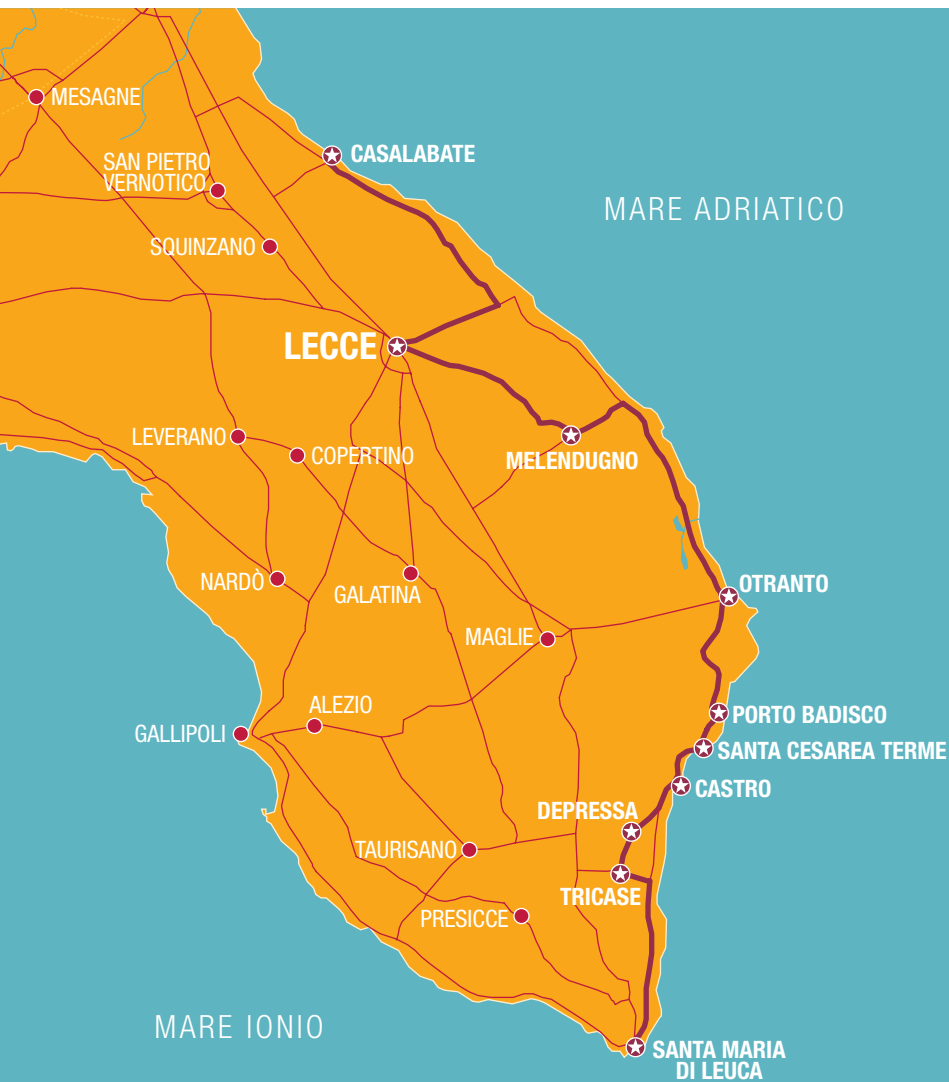 MESAGNE
CASALABATE
SAN PIETRO
VERNOTICO
MARE ADRIATICO
SQUINZANO
LECCE
LEVERANO
COPERTINO
MELENDUGNO
NARDÒ
GALATINA
OTRANTO
MAGLIE
ALEZIO
GALLIPOLI
PORTO BADISCO
SANTA CESAREA TERME
CASTRO
DEPRESSA
TAURISANO
TRICASE
PRESICCE
MARE IONIO
SANTA MARIA
DI LEUCA